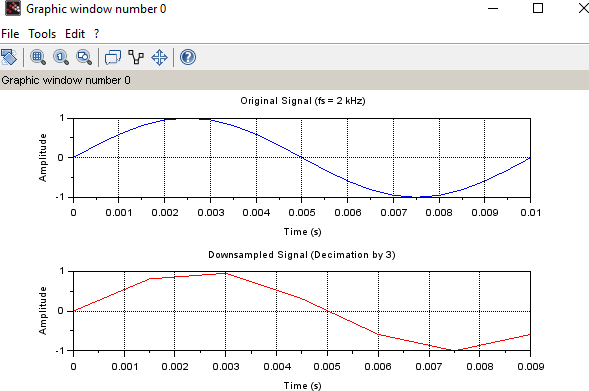 Graphic window number 0
File Tools Edit ?
Graphic window number 0
Original Signal (fs = 2 kHz)
Amplitude
1
0
-1
0 0.001 0.002 0.003 0.004 0.005 0.006 0.007 0.008 0.009 0.01
Time (s)
Downsampled Signal (Decimation by 3)
Amplitude
1
0
-1
0 0.001 0.002 0.003 0.004 0.005 0.006 0.007 0.008 0.009
Time (s)